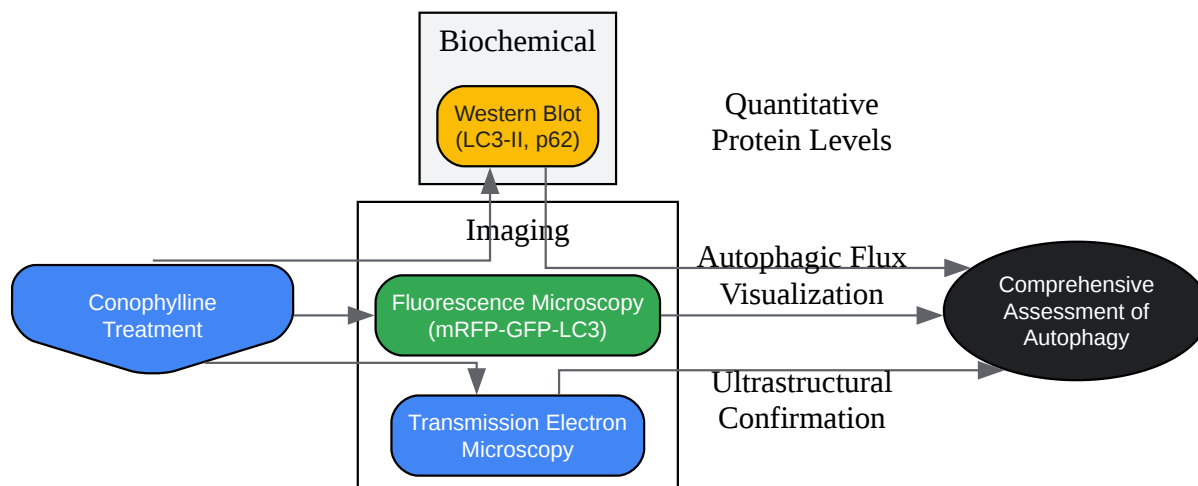 Biochemical
Western Blot
(LC3-II, p62)
Quantitative
Protein Levels
Imaging
Conophylline
Treatment
Fluorescence Microscopy
(mRFP-GFP-LC3)
Autophagic Flux
Visualization
Comprehensive
Assessment of
Autophagy
Transmission Electron
Microscopy
Ultrastructural
Confirmation